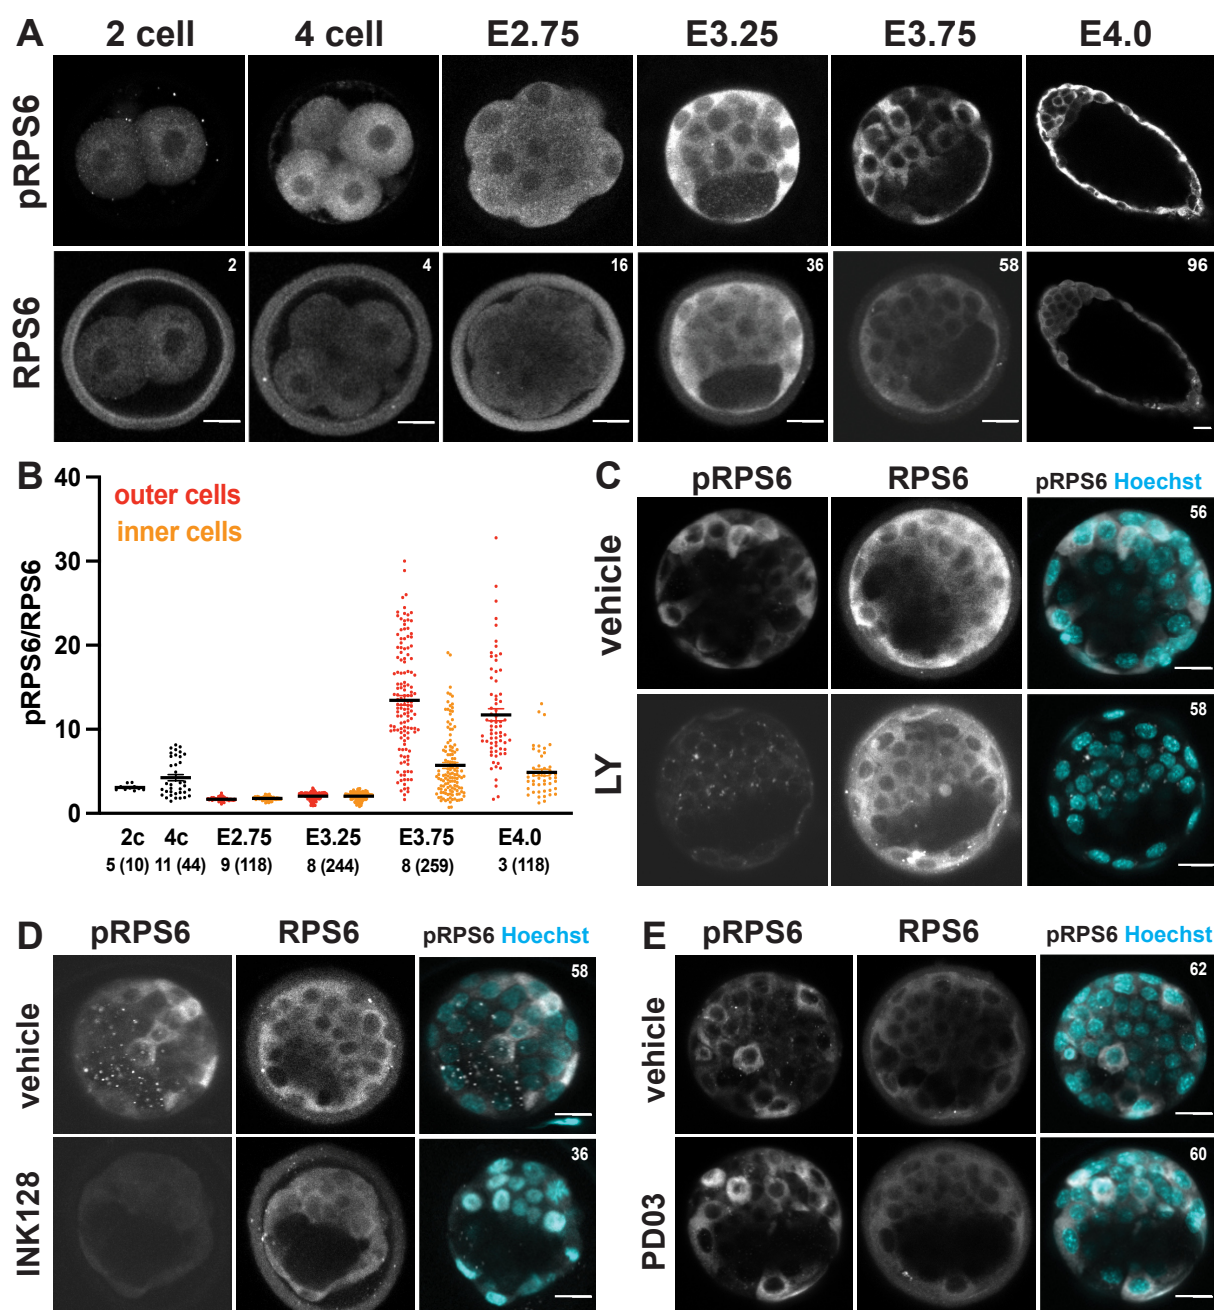 A
2 cell
4 cell
E2.75
E3.25
E3.75
E4.0
pRPS6
RPS6
2
4
16
36
58
96
B
outer cells
inner cells
pRPS6/RPS6
40
30
20
10
0
2c
4c
E2.75
E3.25
E3.75
E4.0
5 (10)
11 (44)
9 (118)
8 (244)
8 (259)
3 (118)
C
pRPS6
RPS6
pRPS6 Hoechst
vehicle
56
LY
58
D
pRPS6
RPS6
pRPS6 Hoechst
vehicle
58
INK128
36
E
pRPS6
RPS6
pRPS6 Hoechst
vehicle
62
PD03
60